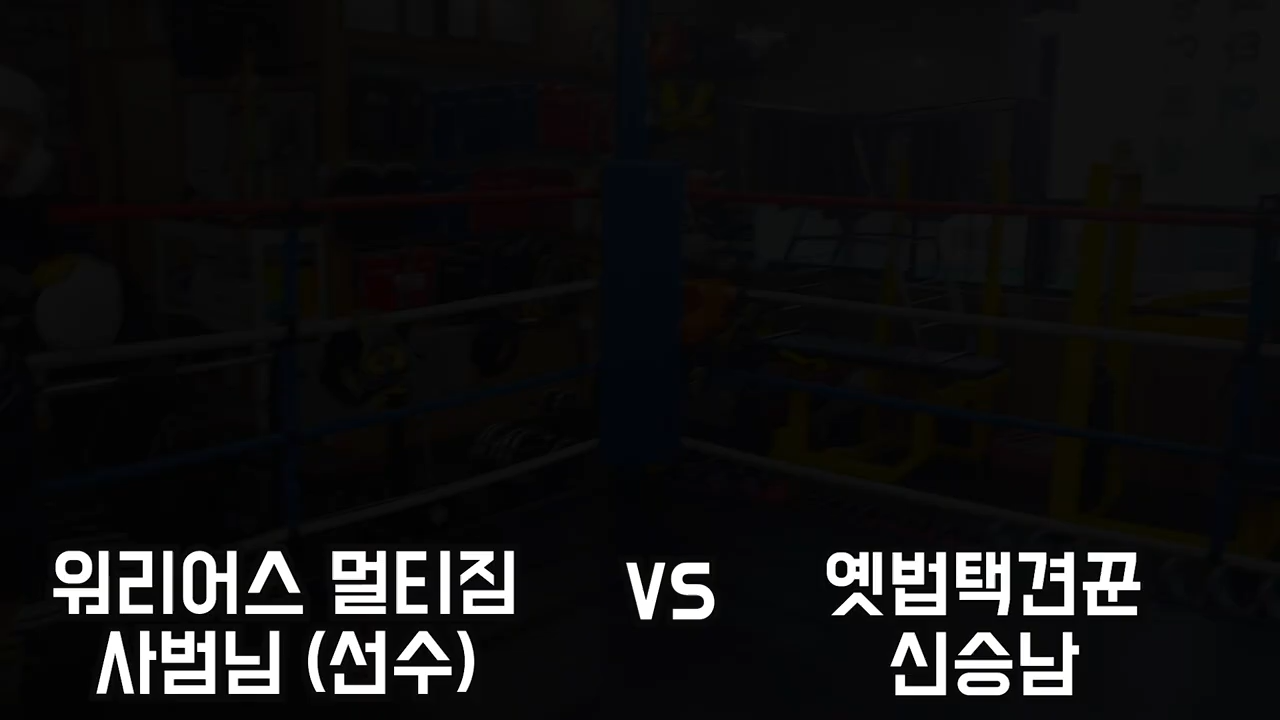 워리어스 멀티짐
사범님 (선수)
VS
옛법택견꾼
신승남